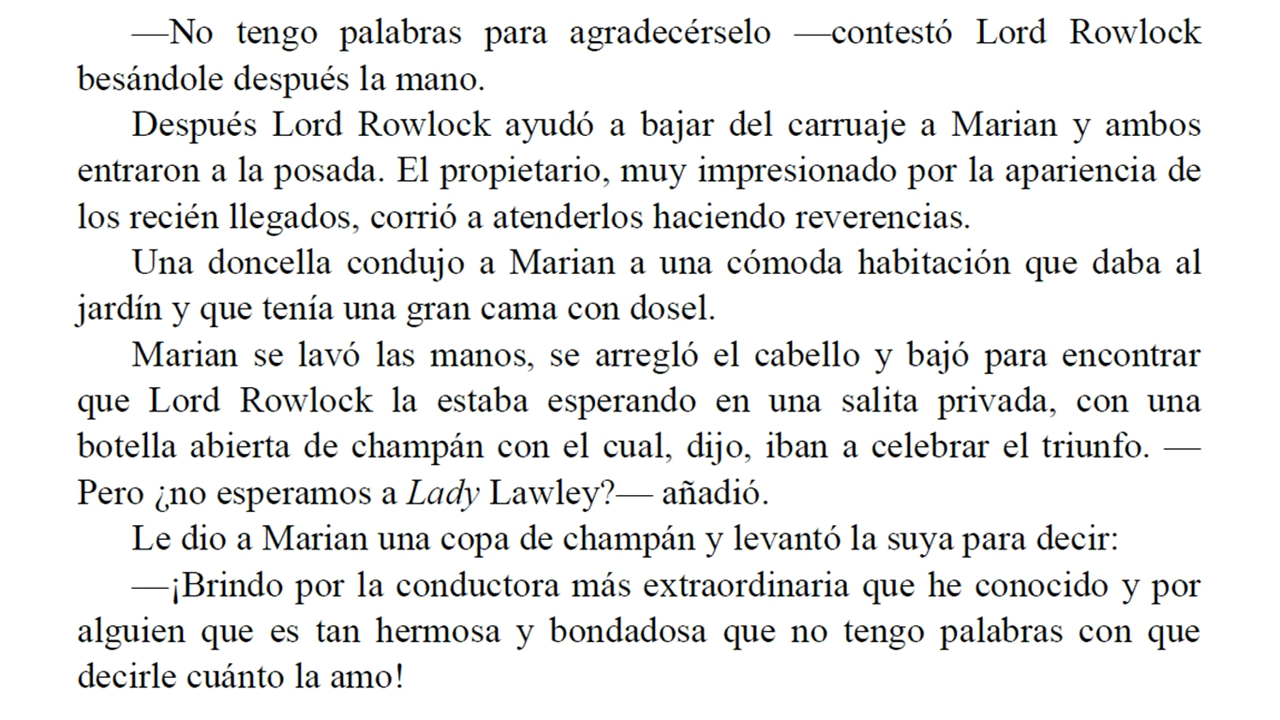 —No tengo palabras para agradecérselo —contestó Lord Rowlock
besándole después la mano.
Después Lord Rowlock ayudó a bajar del carruaje a Marian y ambos
entraron a la posada. El propietario, muy impresionado por la apariencia de
los recién llegados, corrió a atenderlos haciendo reverencias.
Una doncella condujo a Marian a una cómoda habitación que daba al
jardín y que tenía una gran cama con dosel.
Marian se lavó las manos, se arregló el cabello y bajó para encontrar
que Lord Rowlock la estaba esperando en una salita privada, con una
botella abierta de champán con el cual, dijo, iban a celebrar el triunfo. —
Pero ¿no esperamos a Lady Lawley?— añadió.
Le dio a Marian una copa de champán y levantó la suya para decir:
—¡Brindo por la conductora más extraordinaria que he conocido y por
alguien que es tan hermosa y bondadosa que no tengo palabras con que
decirle cuánto la amo!